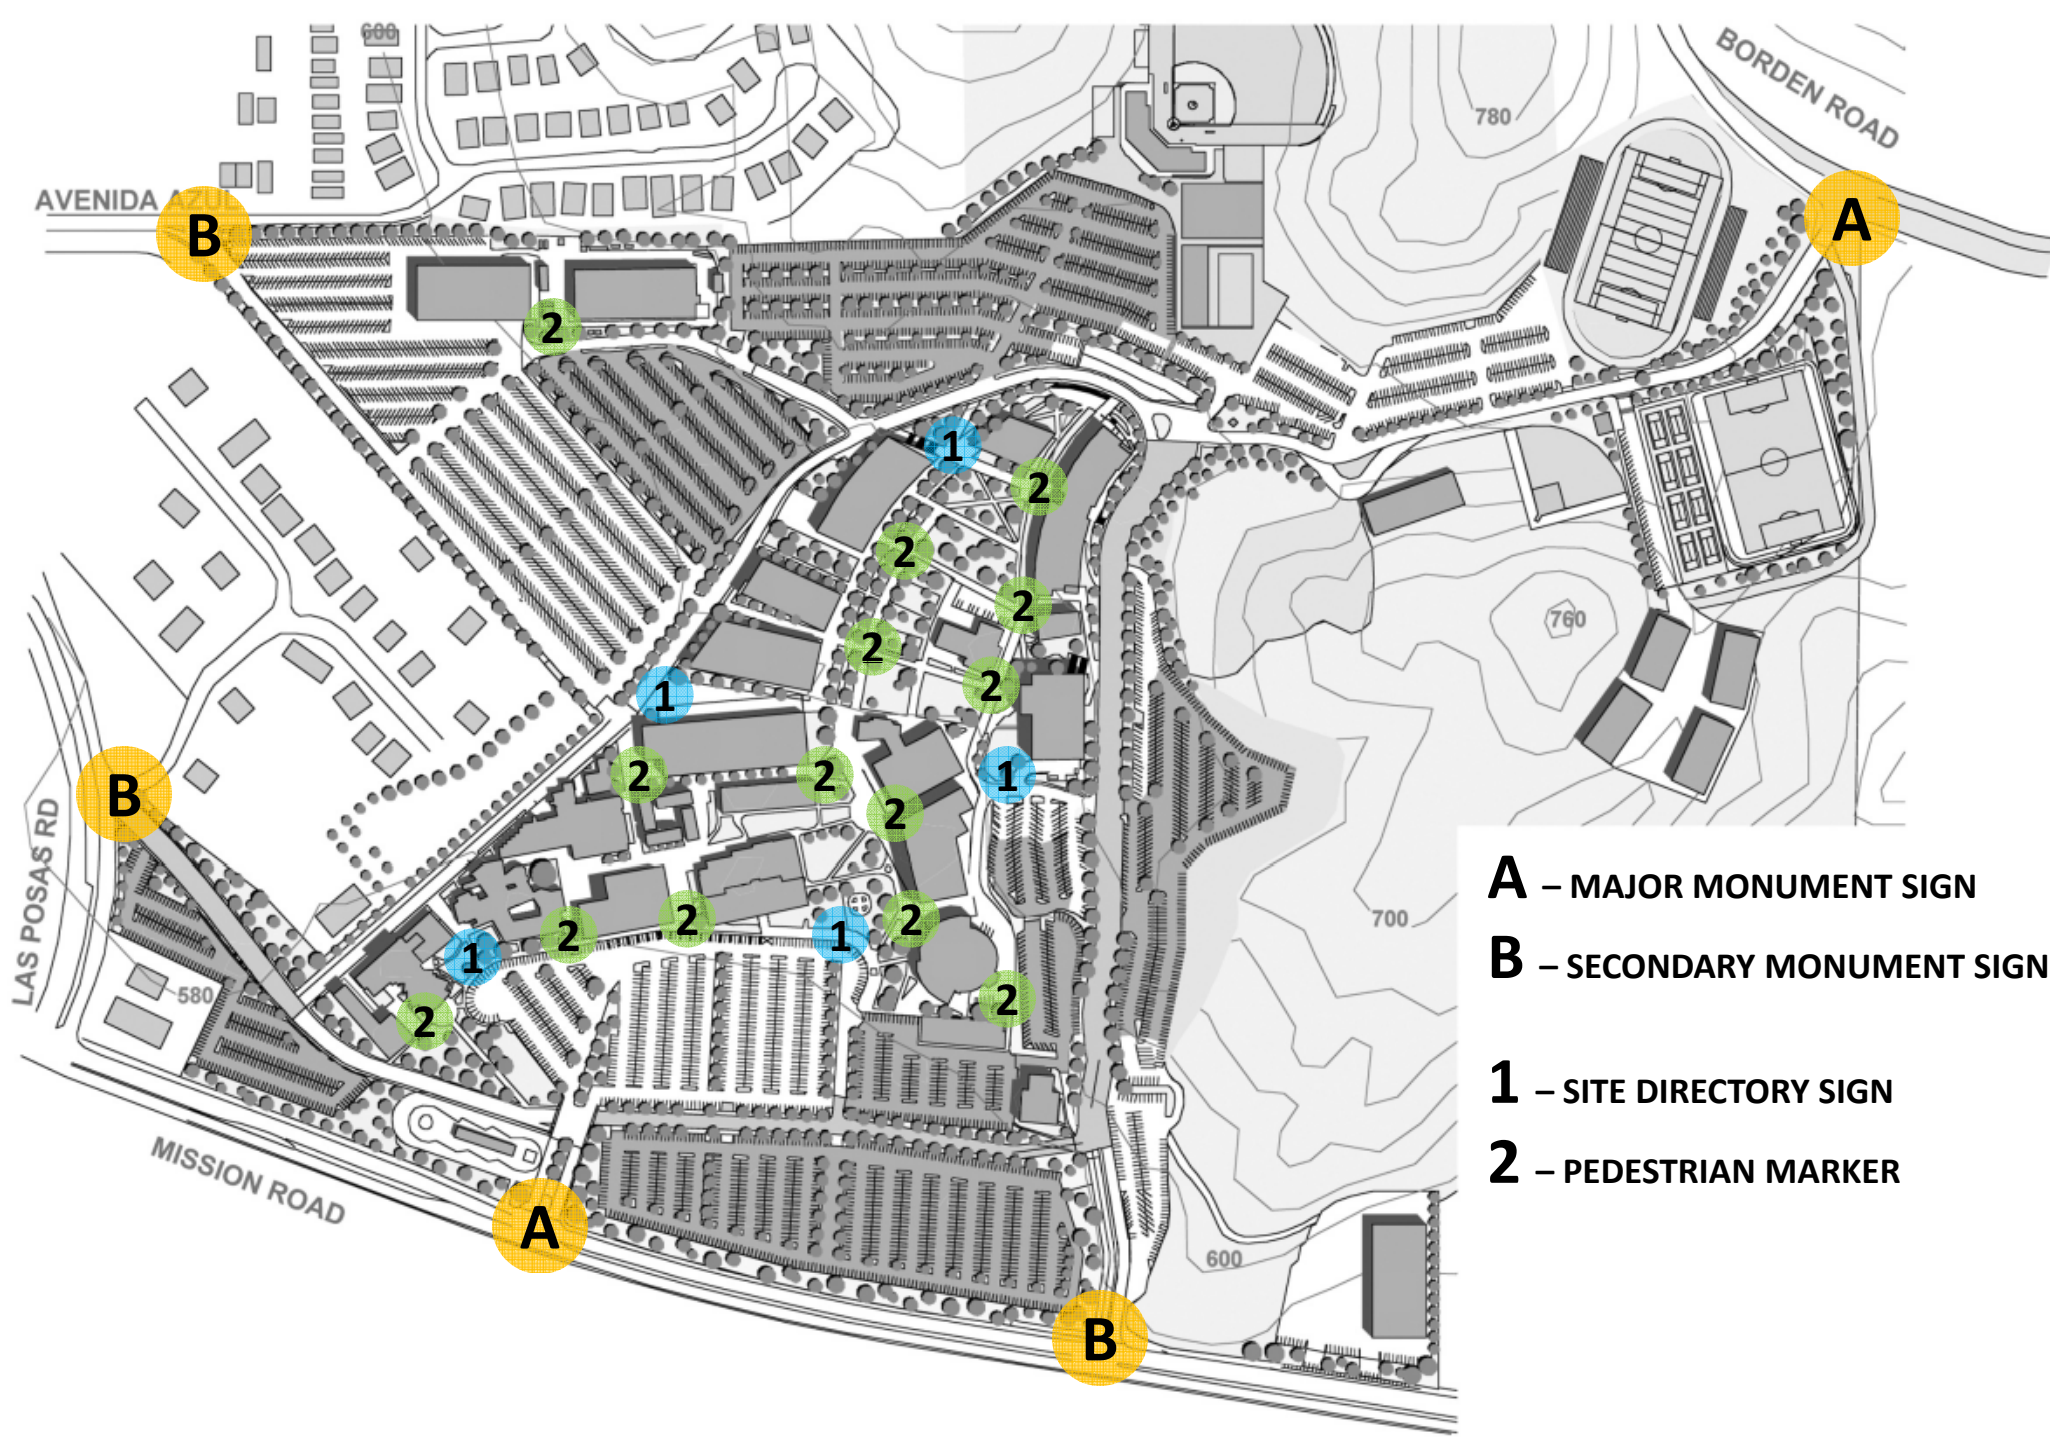 600
BORDEN ROAD
780
AVENIDA AZUL
B
A
2
1
2
2
2
760
2
2
1
2
2
1
B
2
LAS POSAS RD
A – MAJOR MONUMENT SIGN
700
2
2
2
1
1
B – SECONDARY MONUMENT SIGN
580
2
2
1 – SITE DIRECTORY SIGN
MISSION ROAD
2 – PEDESTRIAN MARKER
A
600
B